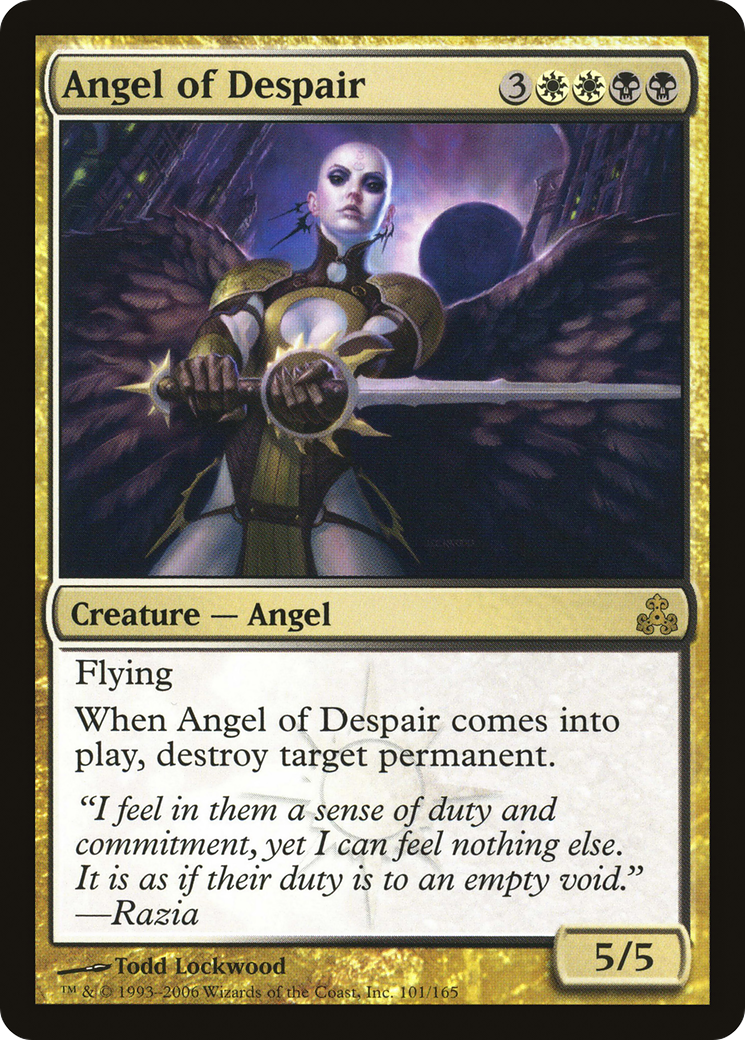 Angel of Despair 3
Creature — Angel
Flying
When Angel of Despair comes into
play, destroy target permanent.
“I feel in them a sense of duty and
commitment, yet I can feel nothing else.
It is as if their duty is to an empty void.”
—Razia
5/5
Todd Lockwood
™ & © 1993–2006 Wizards of the Coast, Inc. 101/165